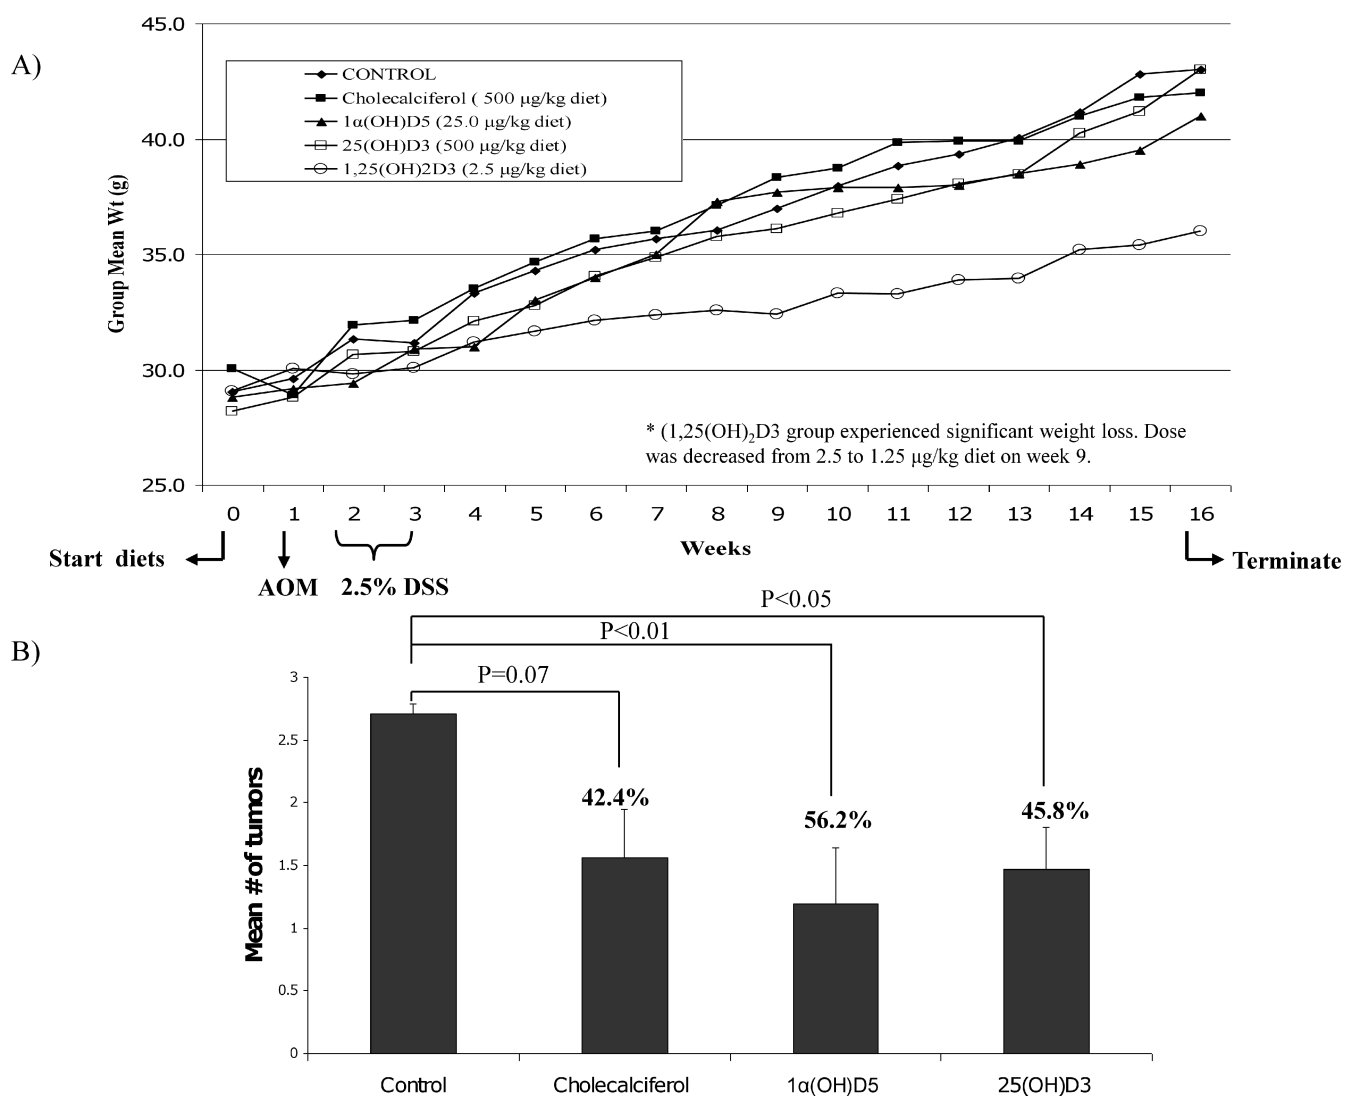 A)
45.0
40.0
35.0
30.0
25.0
Group Mean Wt (g)
CONTROL
Cholecalciferol ( 500 µg/kg diet)
1α(OH)D5 (25.0 µg/kg diet)
25(OH)D3 (500 µg/kg diet)
1,25(OH)2D3 (2.5 µg/kg diet)
* (1,25(OH)₂D3 group experienced significant weight loss. Dose
was decreased from 2.5 to 1.25 µg/kg diet on week 9.
0 1 2 3 4 5 6 7 8 9 10 11 12 13 14 15 16
Weeks
Start diets
AOM
2.5% DSS
Terminate
B)
P<0.05
P<0.01
P=0.07
3
2.5
2
1.5
1
0.5
0
Mean # of tumors
42.4%
56.2%
45.8%
Control
Cholecalciferol
1α(OH)D5
25(OH)D3